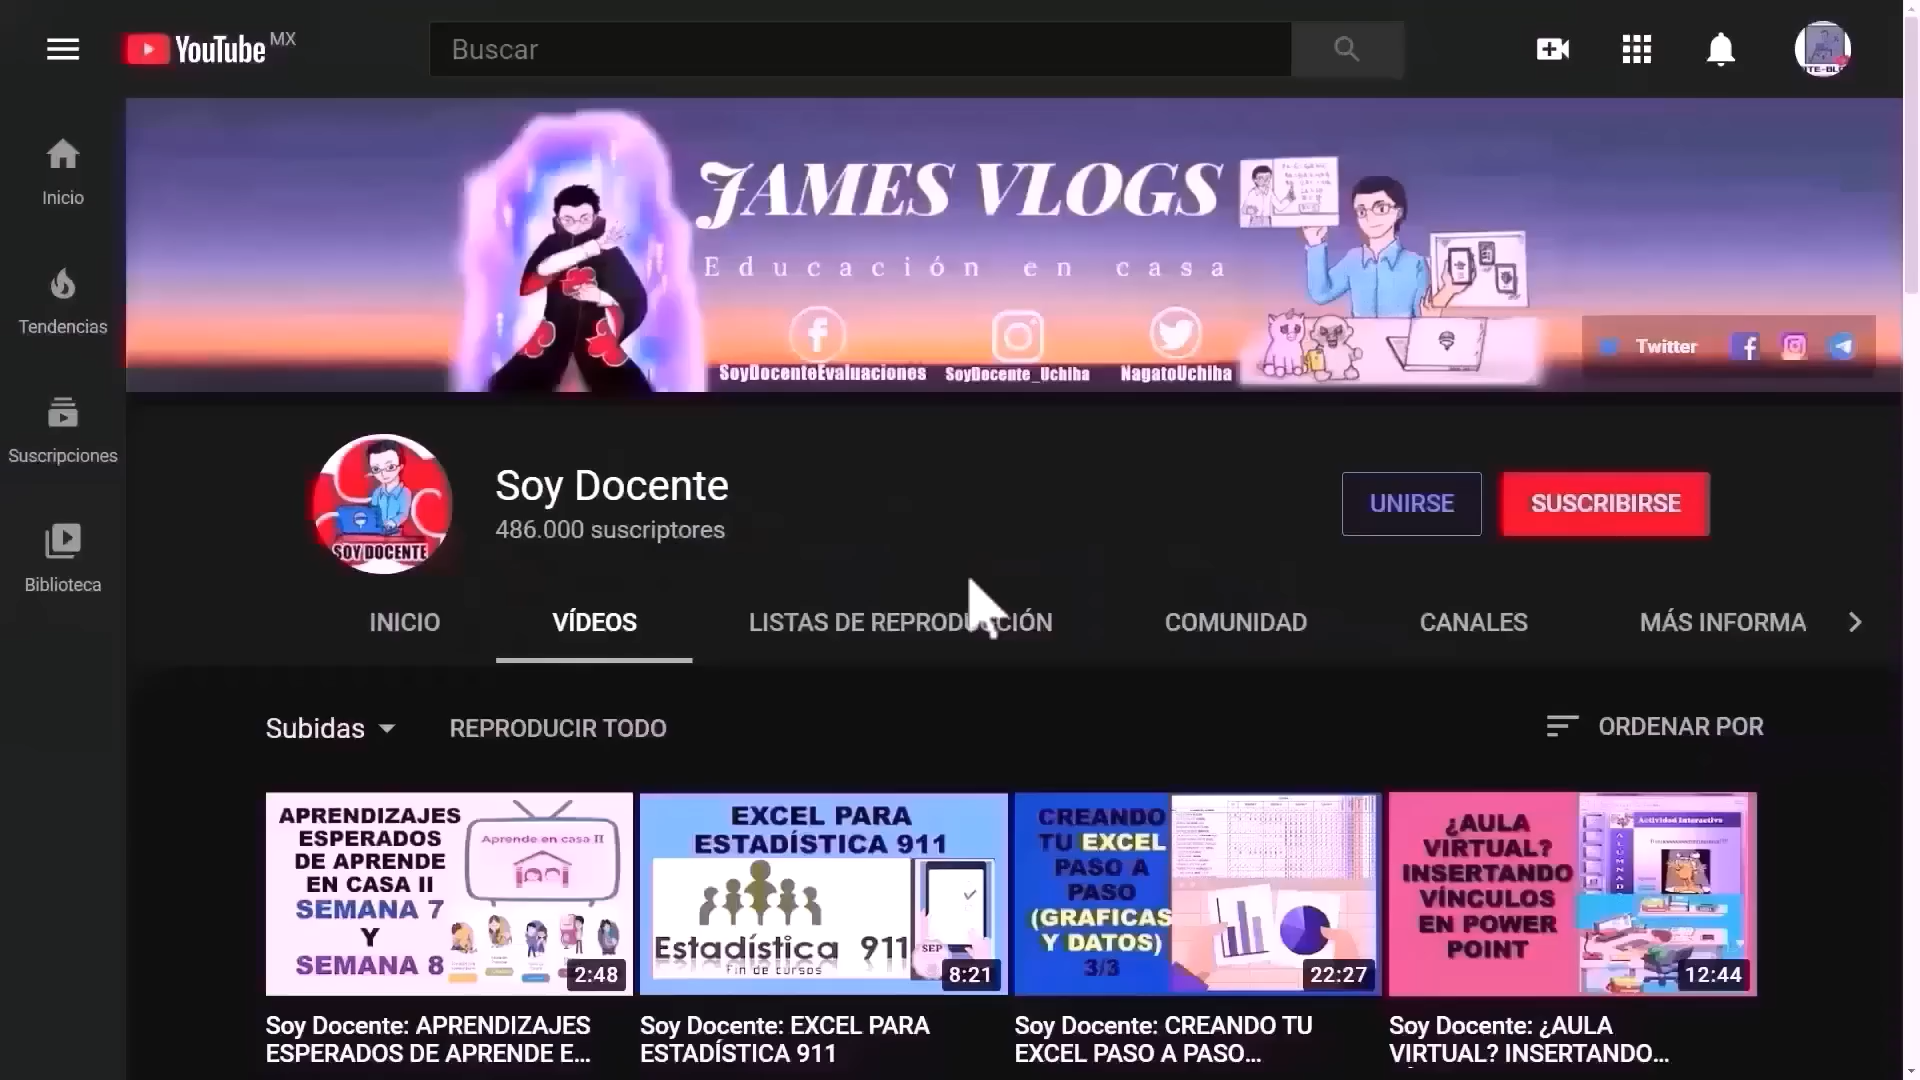 YouTube MX
Buscar
Inicio
Tendencias
Suscripciones
Biblioteca
JAMES VLOGS
Educación en casa
SoyDocenteEvaluaciones
SoyDocente_Uchiha
NagatoUchiha
Twitter
SOY DOCENTE
Soy Docente
486.000 suscriptores
UNIRSE
SUSCRIBIRSE
INICIO
VÍDEOS
LISTAS DE REPRODUCCIÓN
COMUNIDAD
CANALES
MÁS INFORMA
Subidas
REPRODUCIR TODO
ORDENAR POR
APRENDIZAJES
ESPERADOS
DE APRENDE
EN CASA II
SEMANA 7
Y
SEMANA 8
Aprende en casa II
2:48
EXCEL PARA
ESTADÍSTICA 911
Estadística 911
Fin de cursos
SEP
8:21
CREANDO
TU EXCEL
PASO A
PASO
(GRAFICAS
Y DATOS)
3/3
22:27
¿AULA
VIRTUAL?
INSERTANDO
VÍNCULOS
EN POWER
POINT
Actividad Interactiva
12:44
Soy Docente: APRENDIZAJES
ESPERADOS DE APRENDE E...
Soy Docente: EXCEL PARA
ESTADÍSTICA 911
Soy Docente: CREANDO TU
EXCEL PASO A PASO...
Soy Docente: ¿AULA
VIRTUAL? INSERTANDO...